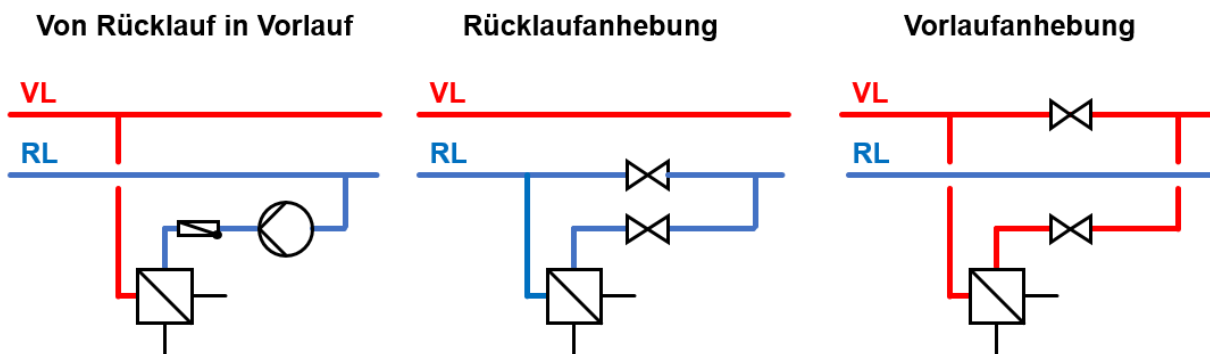 Von Rücklauf in Vorlauf
Rücklaufanhebung
Vorlaufanhebung
VL
VL
VL
RL
RL
RL